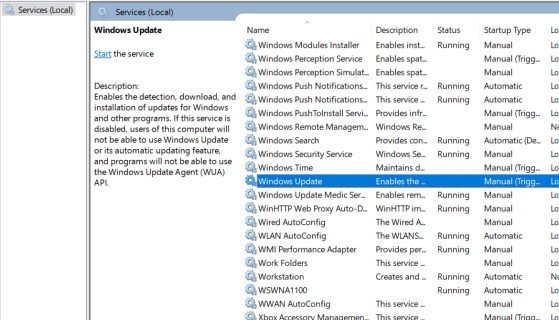 Services (Local)
Services (Local)
Windows Update
Start the service
Description:
Enables the detection, download, and
installation of updates for Windows
and other programs. If this service is
disabled, users of this computer will
not be able to use Windows Update
or its automatic updating feature,
and programs will not be able to use
the Windows Update Agent (WUA)
API.
Name Description Status Startup Type Lo
Windows Modules Installer Enables inst... Running Manual Lo
Windows Perception Service Enables spat... Manual (Trigg... Lo
Windows Perception Simulat... Enables spat... Manual Lo
Windows Push Notifications... This service r... Running Automatic Lo
Windows Push Notifications... This service ... Running Automatic Lo
Windows PushToInstall Servi... Provides infr... Manual (Trigg... Lo
Windows Remote Managem... Windows Re... Manual Ne
Windows Search Provides con... Running Automatic (De... Lo
Windows Security Service Windows Se... Running Manual Lo
Windows Time Maintains d... Manual (Trigg... Lo
Windows Update Enables the ... Manual (Trigg... Lo
Windows Update Medic Ser... Enables rem... Running Manual Lo
WinHTTP Web Proxy Auto-D... WinHTTP im... Running Manual Lo
Wired AutoConfig The Wired A... Manual Lo
WLAN AutoConfig The WLANS... Running Automatic Lo
WMI Performance Adapter Provides per... Running Manual Lo
Work Folders This service ... Manual Lo
Workstation Creates and ... Running Automatic Ne
WSWNA1100 Running Automatic Lo
WWAN AutoConfig This service ... Manual Lo
Xbox Accessory Managemen... This service ... Manual (Trigg... Lo